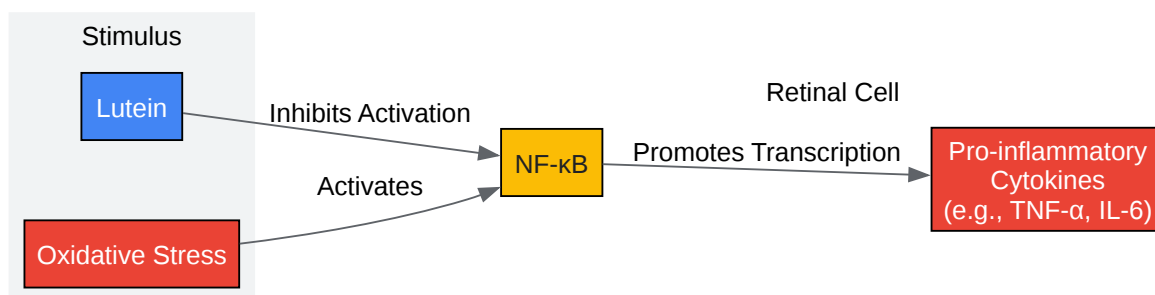 Stimulus
Lutein
Inhibits Activation
Retinal Cell
NF-κB
Promotes Transcription
Pro-inflammatory
Cytokines
(e.g., TNF-α, IL-6)
Activates
Oxidative Stress